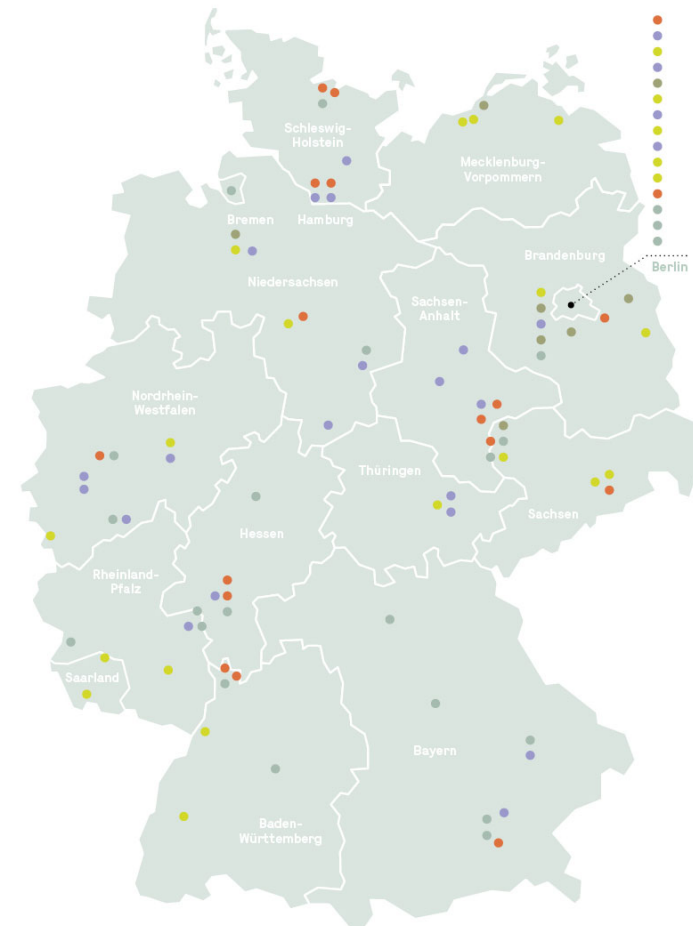 Schleswig-
Holstein
Mecklenburg-
Vorpommern
Bremen
Hamburg
Brandenburg
Berlin
Niedersachsen
Sachsen-
Anhalt
Nordrhein-
Westfalen
Thüringen
Sachsen
Hessen
Rheinland-
Pfalz
Saarland
Bayern
Baden-
Württemberg